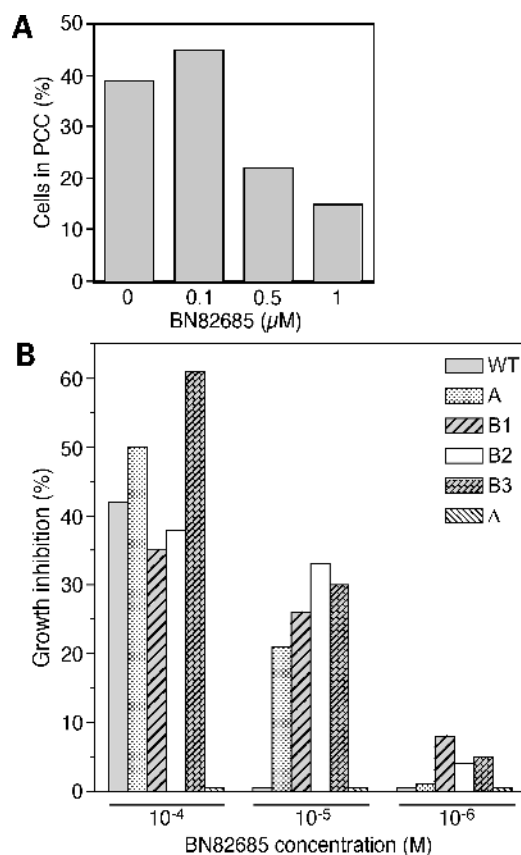 A
50
40
30
20
10
0
Cells in PCC (%)
0 0.1 0.5 1
BN82685 (µM)
B
60
50
40
30
20
10
0
Growth inhibition (%)
WT
A
B1
B2
B3
A
10⁻⁴ 10⁻⁵ 10⁻⁶
BN82685 concentration (M)